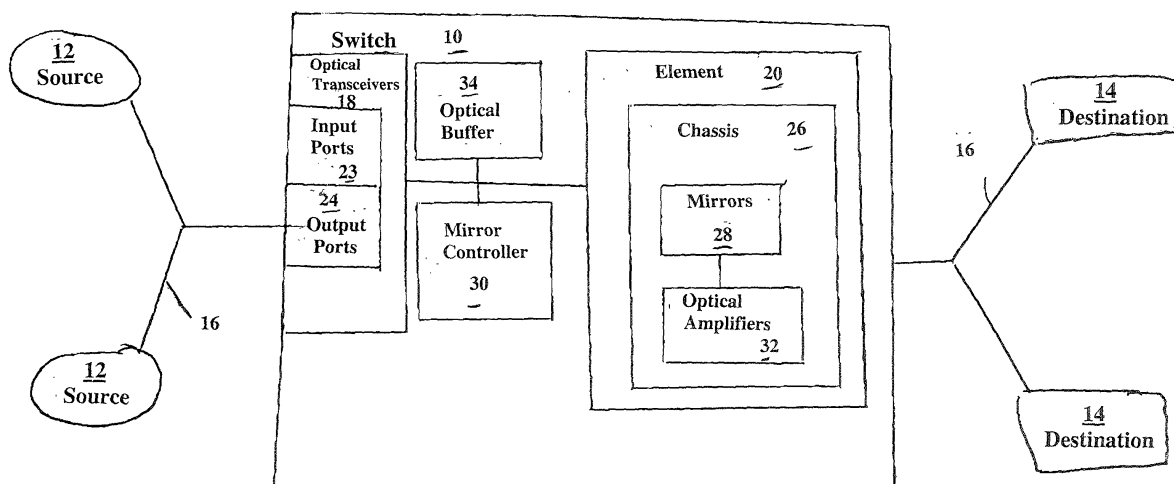 12
Source
16
12
Source
Switch 10
Optical
Transceivers
18
Input
Ports
23
24
Output
Ports
34
Optical
Buffer
Mirror
Controller
30
Element 20
Chassis 26
Mirrors
28
Optical
Amplifiers
32
14
Destination
16
14
Destination